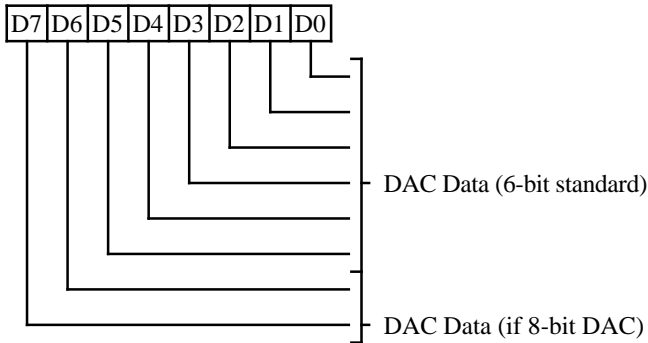 D7 D6 D5 D4 D3 D2 D1 D0
DAC Data (6-bit standard)
DAC Data (if 8-bit DAC)